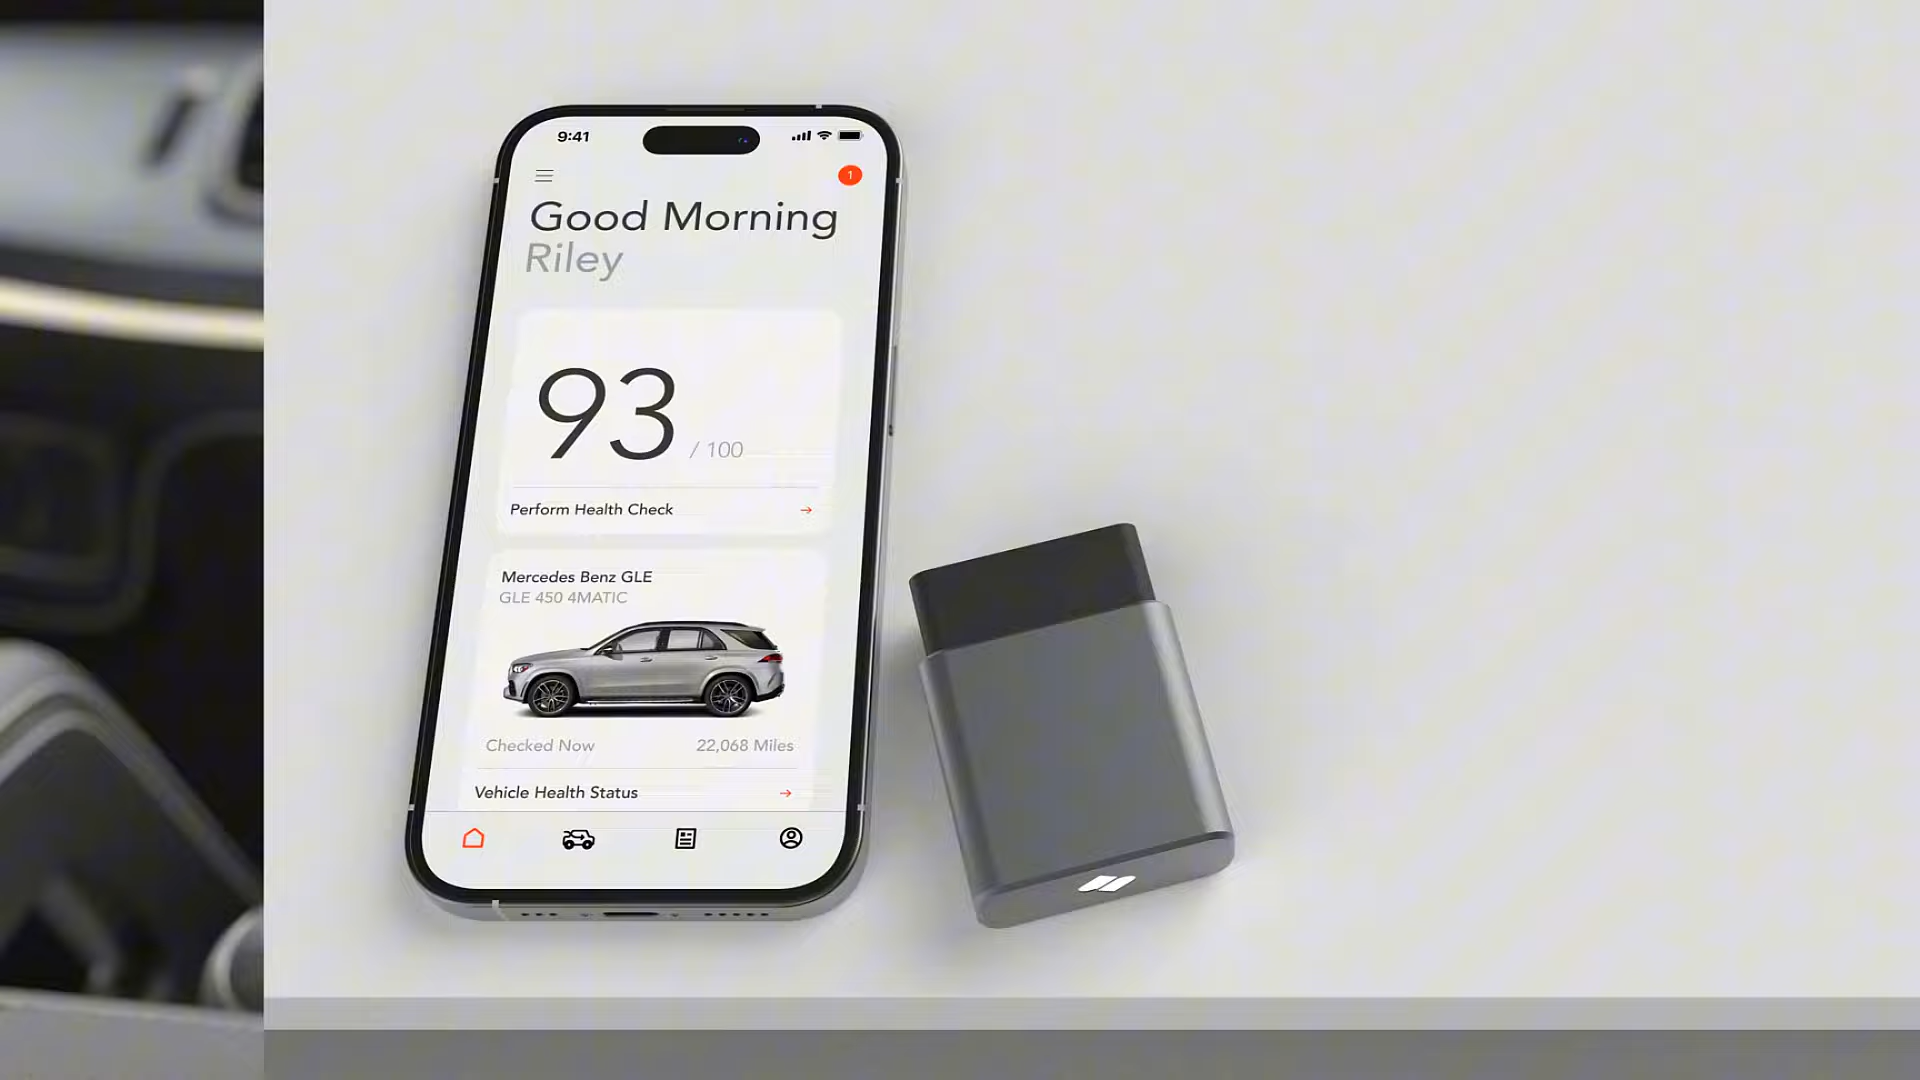 9:41
1
Good Morning
Riley
93 / 100
Perform Health Check
Mercedes Benz GLE
GLE 450 4MATIC
Checked Now
22,068 Miles
Vehicle Health Status